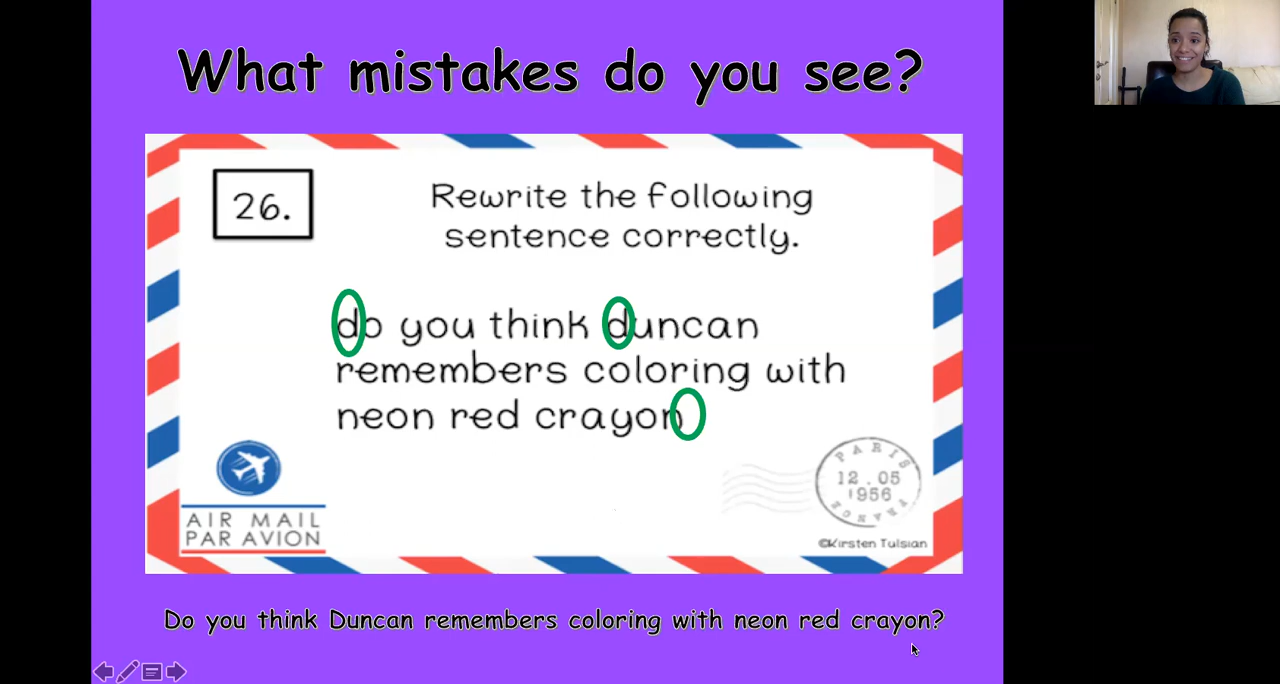 What mistakes do you see?
26.
Rewrite the following
sentence correctly.
do you think duncan
remembers coloring with
neon red crayon
AIR MAIL
PAR AVION
PARIS
12.05
1956
FRANCE
©Kirsten Tulsian
Do you think Duncan remembers coloring with neon red crayon?